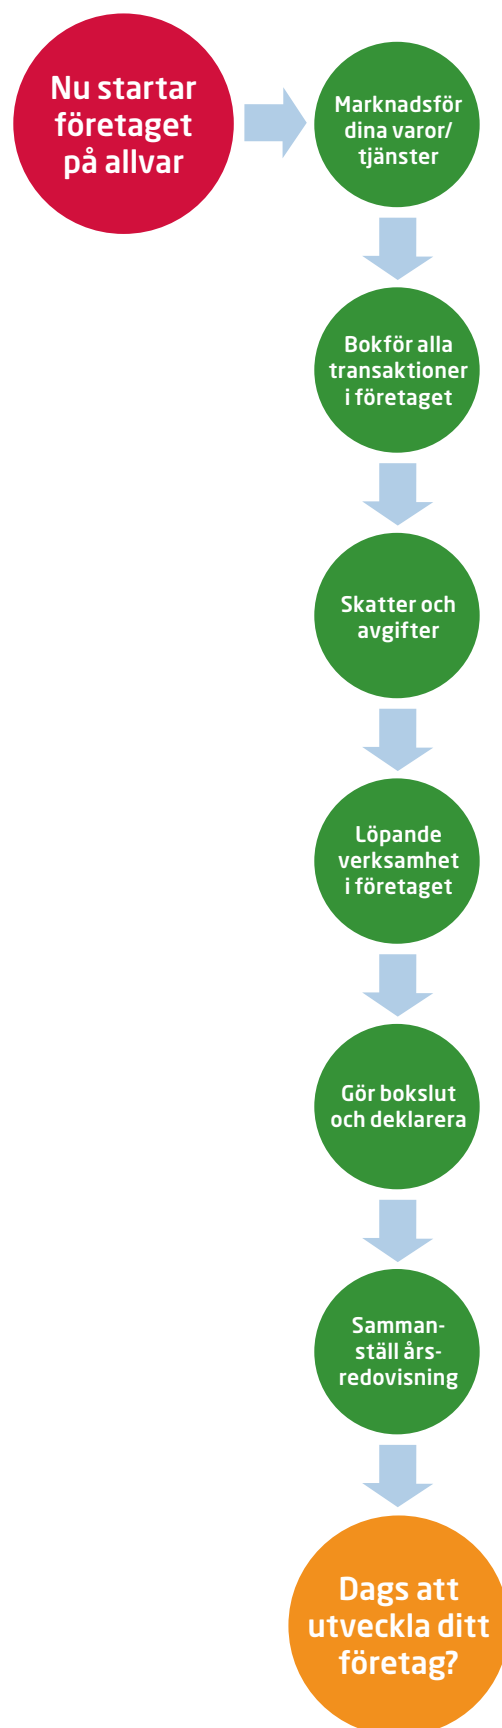 Nu startar
företaget
på allvar
Marknadsför
dina varor/
tjänster
Bokför alla
transaktioner
i företaget
Skatter och
avgifter
Löpande
verksamhet
i företaget
Gör bokslut
och deklarera
Samman-
ställ års-
redovisning
Dags att
utveckla ditt
företag?